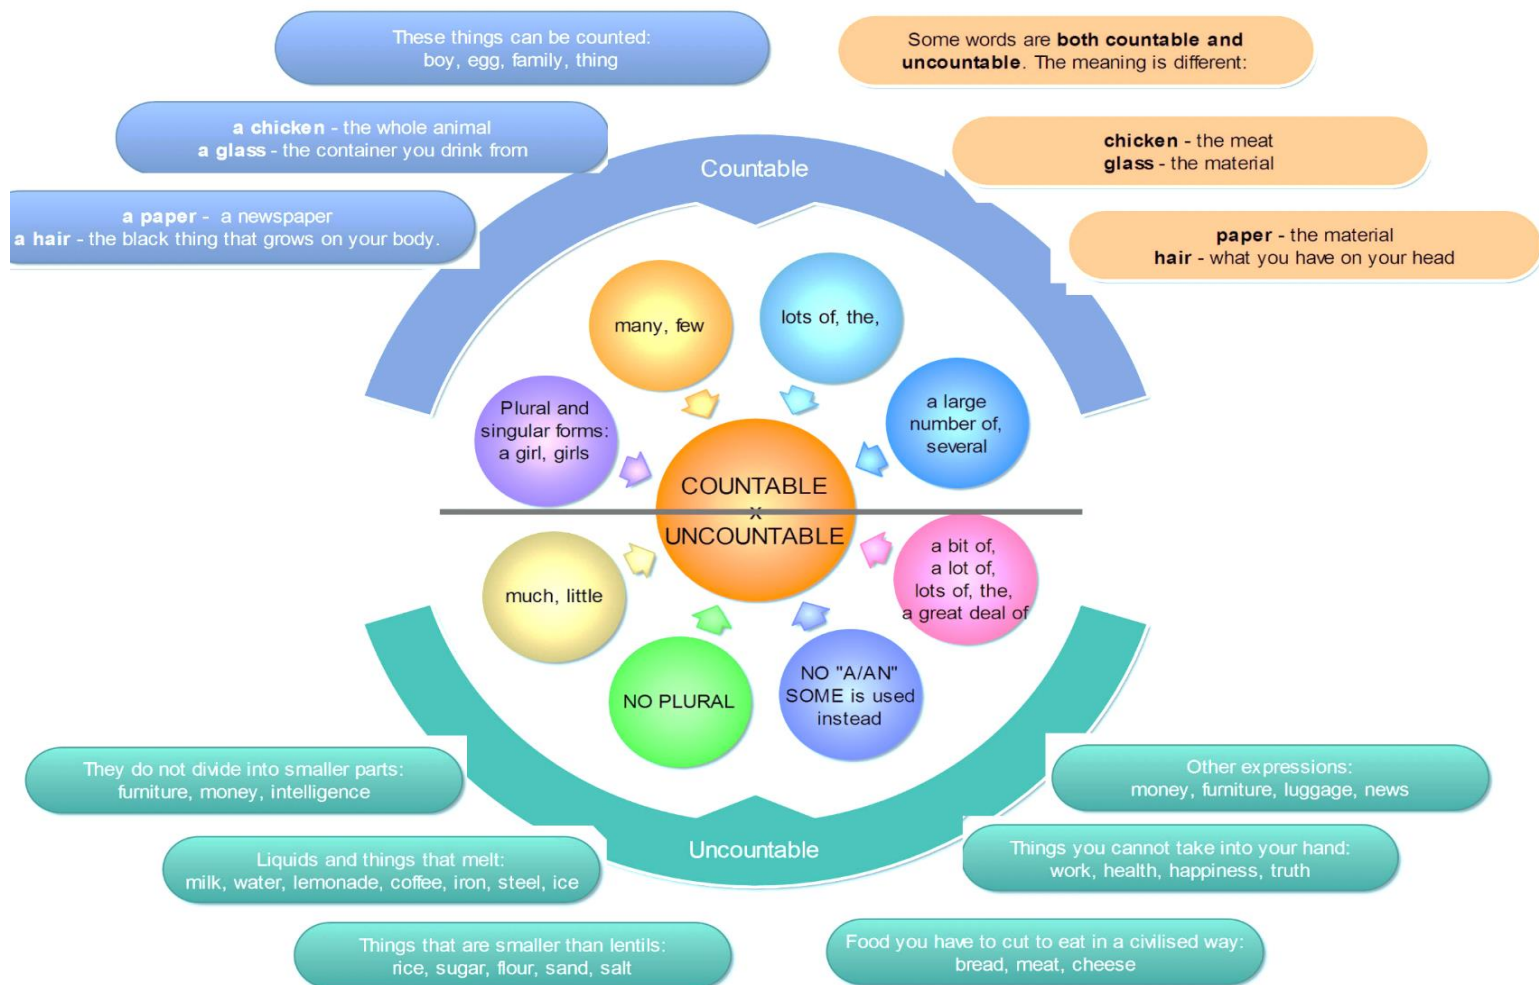 These things can be counted:
boy, egg, family, thing
Some words are both countable and
uncountable. The meaning is different:
a chicken - the whole animal
a glass - the container you drink from
chicken - the meat
glass - the material
Countable
a paper - a newspaper
a hair - the black thing that grows on your body.
paper - the material
hair - what you have on your head
many, few
lots of, the,
Plural and
singular forms:
a girl, girls
a large
number of,
several
COUNTABLE
x
UNCOUNTABLE
much, little
a bit of,
a lot of,
lots of, the,
a great deal of
NO PLURAL
NO "A/AN"
SOME is used
instead
They do not divide into smaller parts:
furniture, money, intelligence
Other expressions:
money, furniture, luggage, news
Uncountable
Liquids and things that melt:
milk, water, lemonade, coffee, iron, steel, ice
Things you cannot take into your hand:
work, health, happiness, truth
Things that are smaller than lentils:
rice, sugar, flour, sand, salt
Food you have to cut to eat in a civilised way:
bread, meat, cheese